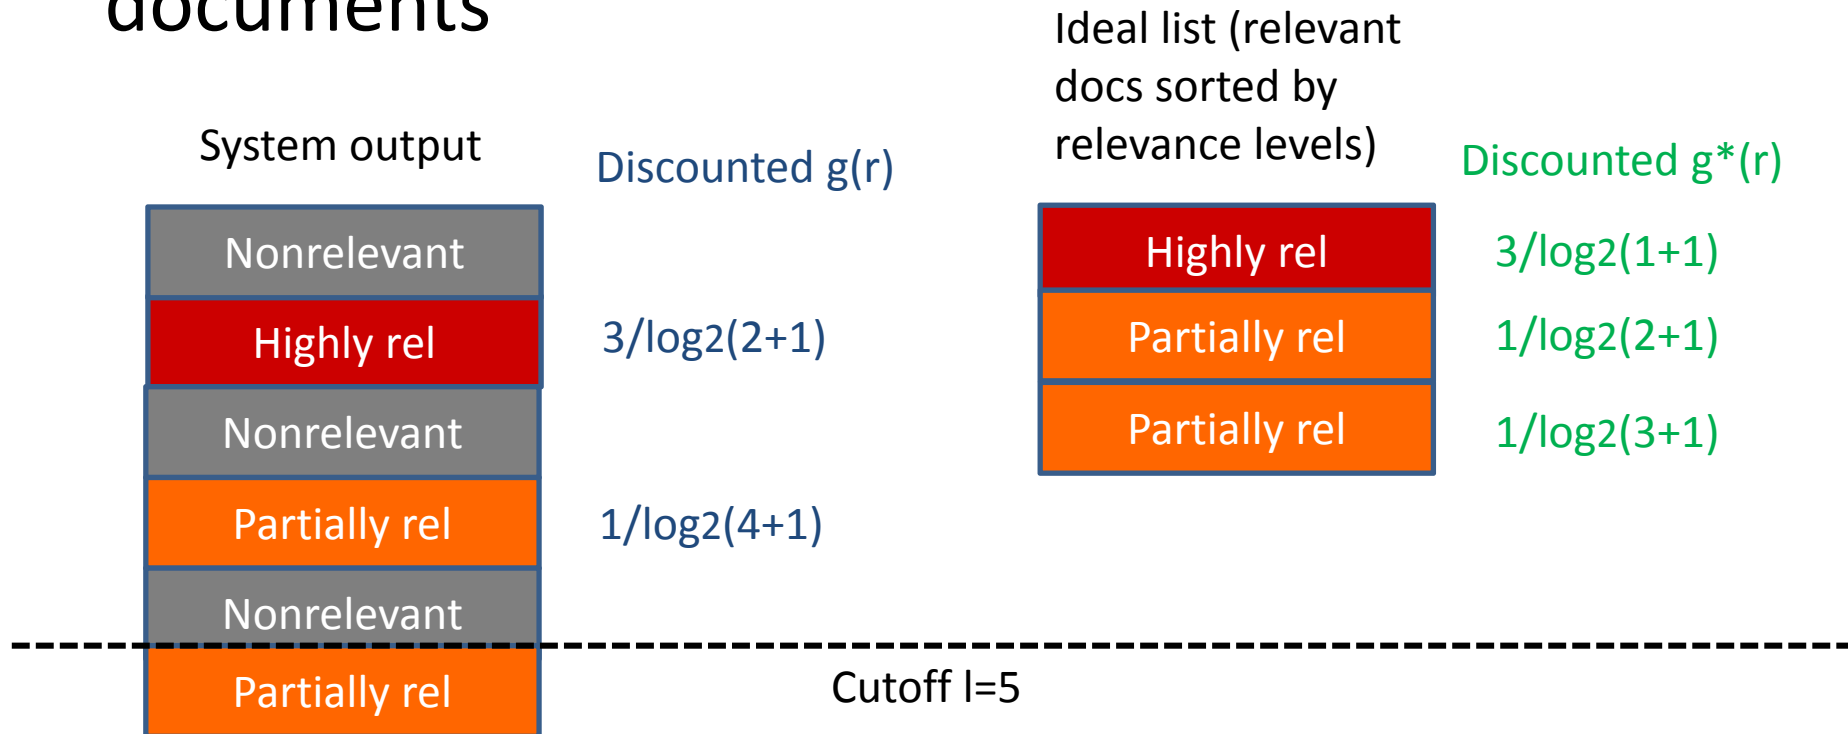 documents
System output
Discounted g(r)
Nonrelevant
Highly rel
3/log2(2+1)
Nonrelevant
Partially rel
1/log2(4+1)
Nonrelevant
Partially rel
Ideal list (relevant
docs sorted by
relevance levels)
Discounted g*(r)
Highly rel
3/log2(1+1)
Partially rel
1/log2(2+1)
Partially rel
1/log2(3+1)
Cutoff l=5